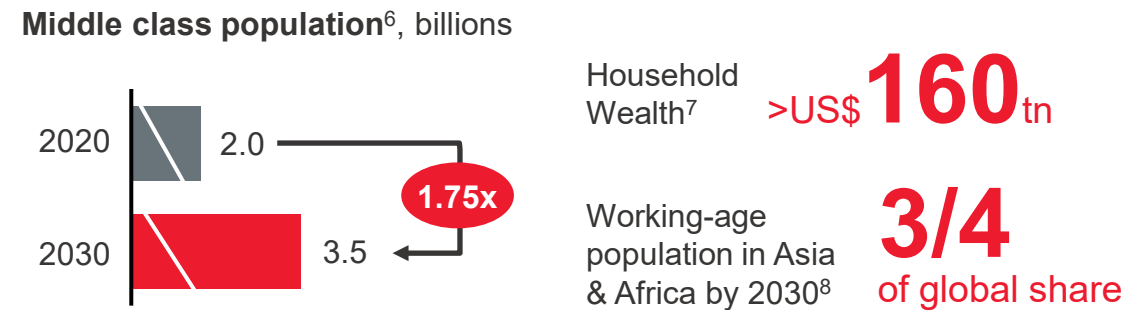 Middle class population⁶, billions
2020
2.0
1.75x
2030
3.5
Household
Wealth⁷
>US$160tn
Working-age
population in Asia
& Africa by 2030⁸
3/4
of global share